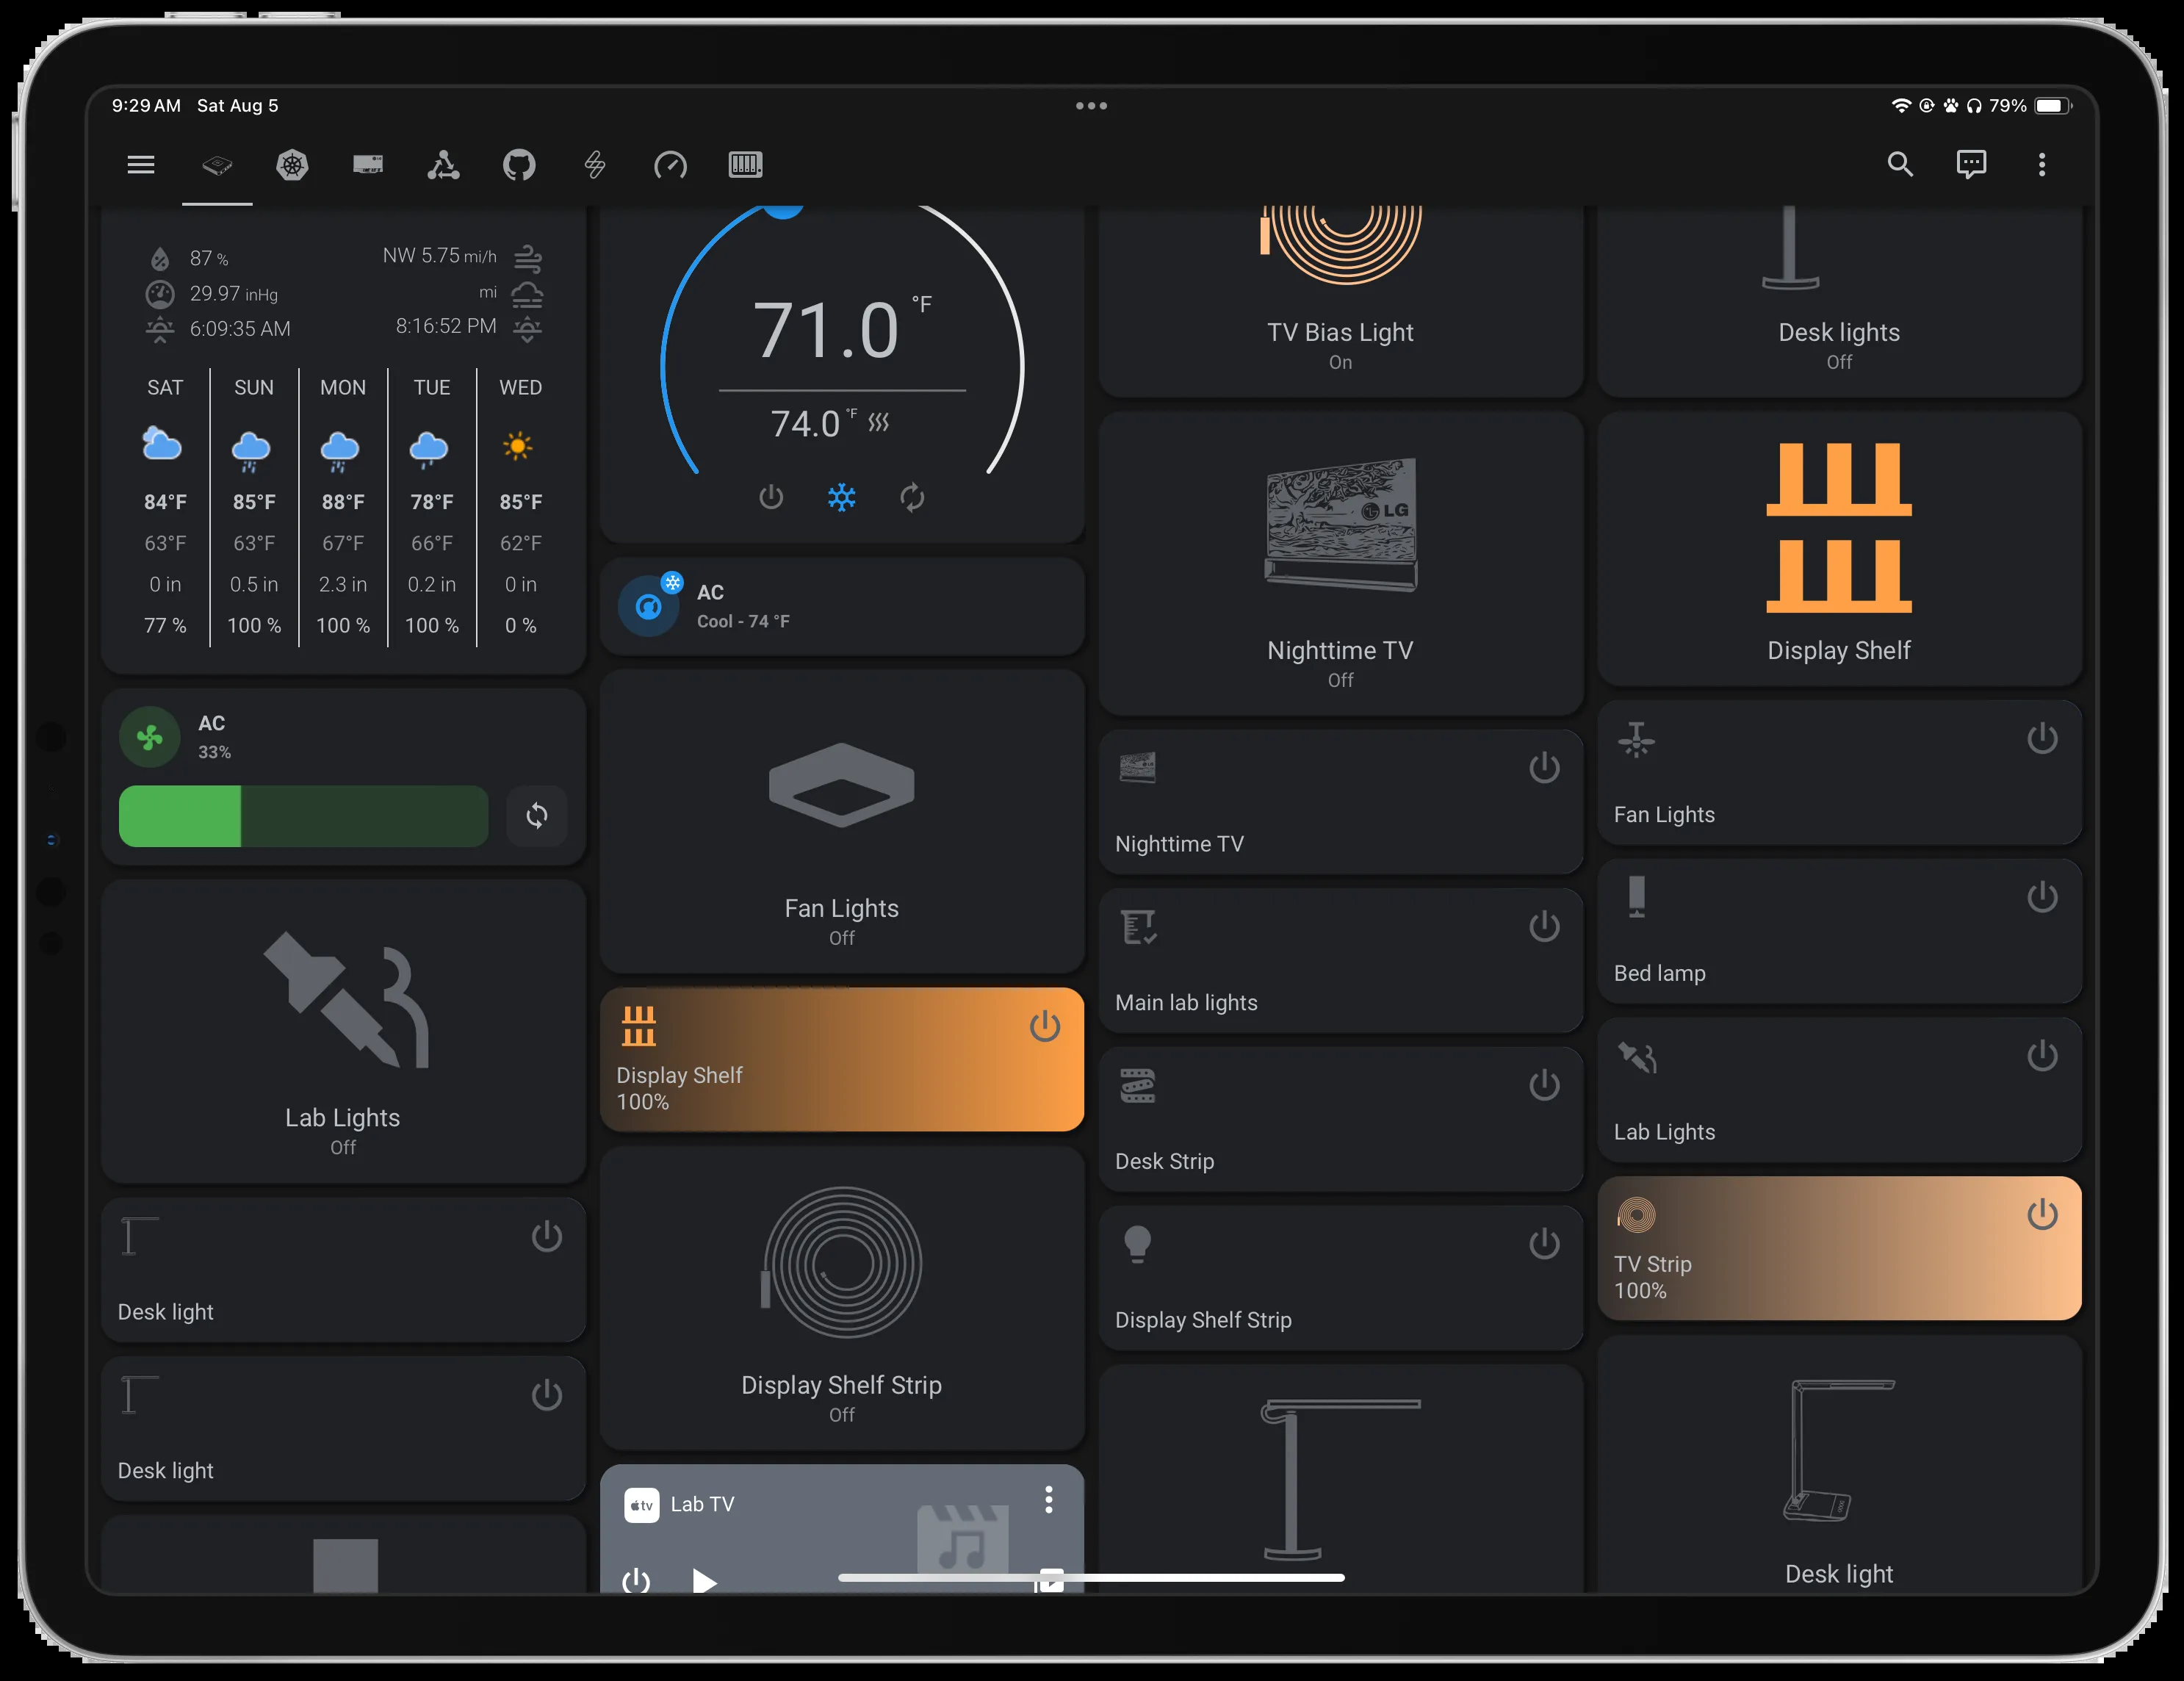 9:29 AM Sat Aug 5
79%
87 %
NW 5.75 mi/h
29.97 inHg
mi
6:09:35 AM
8:16:52 PM
SAT SUN MON TUE WED
84°F 85°F 88°F 78°F 85°F
63°F 63°F 67°F 66°F 62°F
0 in 0.5 in 2.3 in 0.2 in 0 in
77 % 100 % 100 % 100 % 0 %
AC
33%
Lab Lights
Off
Desk light
Desk light
71.0 °F
74.0 °F
AC
Cool - 74 °F
Fan Lights
Off
Display Shelf
100%
Display Shelf Strip
Off
tv Lab TV
TV Bias Light
On
LG
Nighttime TV
Off
Nighttime TV
Main lab lights
Desk Strip
Display Shelf Strip
Desk lights
Off
Display Shelf
Fan Lights
Bed lamp
Lab Lights
TV Strip
100%
Desk light